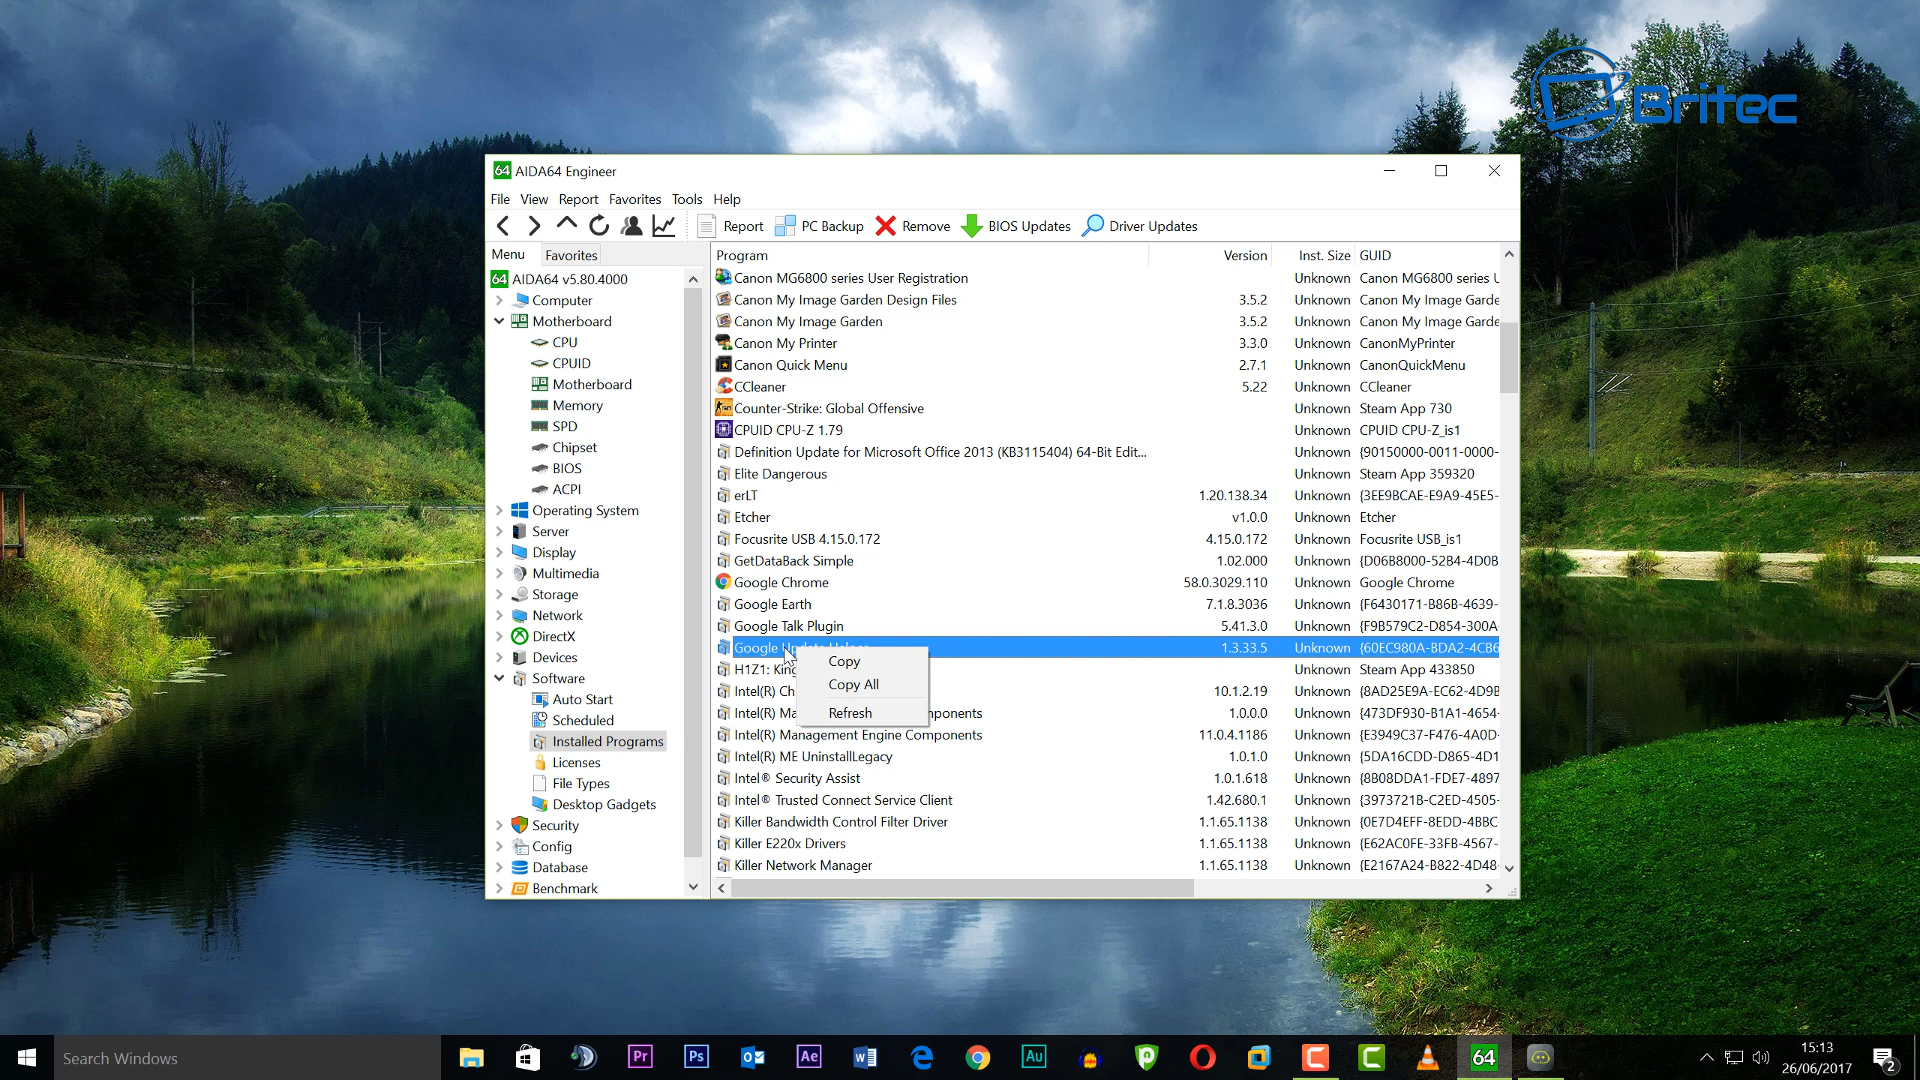 Britec
64 AIDA64 Engineer
File View Report Favorites Tools Help
Report PC Backup Remove BIOS Updates Driver Updates
Menu Favorites
64 AIDA64 v5.80.4000
Computer
Motherboard
CPU
CPUID
Motherboard
Memory
SPD
Chipset
BIOS
ACPI
Operating System
Server
Display
Multimedia
Storage
Network
DirectX
Devices
Software
Auto Start
Scheduled
Installed Programs
Licenses
File Types
Desktop Gadgets
Security
Config
Database
Benchmark
Program Version Inst. Size GUID
Canon MG6800 series User Registration Unknown Canon MG6800 series U
Canon My Image Garden Design Files 3.5.2 Unknown Canon My Image Garde
Canon My Image Garden 3.5.2 Unknown Canon My Image Garde
Canon My Printer 3.3.0 Unknown CanonMyPrinter
Canon Quick Menu 2.7.1 Unknown CanonQuickMenu
CCleaner 5.22 Unknown CCleaner
Counter-Strike: Global Offensive Unknown Steam App 730
CPUID CPU-Z 1.79 Unknown CPUID CPU-Z_is1
Definition Update for Microsoft Office 2013 (KB3115404) 64-Bit Edit... Unknown {90150000-0011-0000-
Elite Dangerous Unknown Steam App 359320
erLT 1.20.138.34 Unknown {3EE9BCAE-E9A9-45E5-
Etcher v1.0.0 Unknown Etcher
Focusrite USB 4.15.0.172 4.15.0.172 Unknown Focusrite USB_is1
GetDataBack Simple 1.02.000 Unknown {D06B8000-52B4-4D0B
Google Chrome 58.0.3029.110 Unknown Google Chrome
Google Earth 7.1.8.3036 Unknown {F6430171-B86B-4639-
Google Talk Plugin 5.41.3.0 Unknown {F9B579C2-D854-300A-
Google Update Helper 1.3.33.5 Unknown {60EC980A-BDA2-4CB6
H1Z1: King Unknown Steam App 433850
Intel(R) Ch 10.1.2.19 Unknown {8AD25E9A-EC62-4D9B
Intel(R) Ma ponents 1.0.0.0 Unknown {473DF930-B1A1-4654-
Intel(R) Management Engine Components 11.0.4.1186 Unknown {E3949C37-F476-4A0D-
Intel(R) ME UninstallLegacy 1.0.1.0 Unknown {5DA16CDD-D865-4D1
Intel® Security Assist 1.0.1.618 Unknown {8B08DDA1-FDE7-4897
Intel® Trusted Connect Service Client 1.42.680.1 Unknown {3973721B-C2ED-4505-
Killer Bandwidth Control Filter Driver 1.1.65.1138 Unknown {0E7D4EFF-8EDD-4BBC-
Killer E220x Drivers 1.1.65.1138 Unknown {E62AC0FE-33FB-4567-
Killer Network Manager 1.1.65.1138 Unknown {E2167A24-B822-4D48-
Copy
Copy All
Refresh
Search Windows
Pr Ps Ae Au 64
15:13
26/06/2017
2